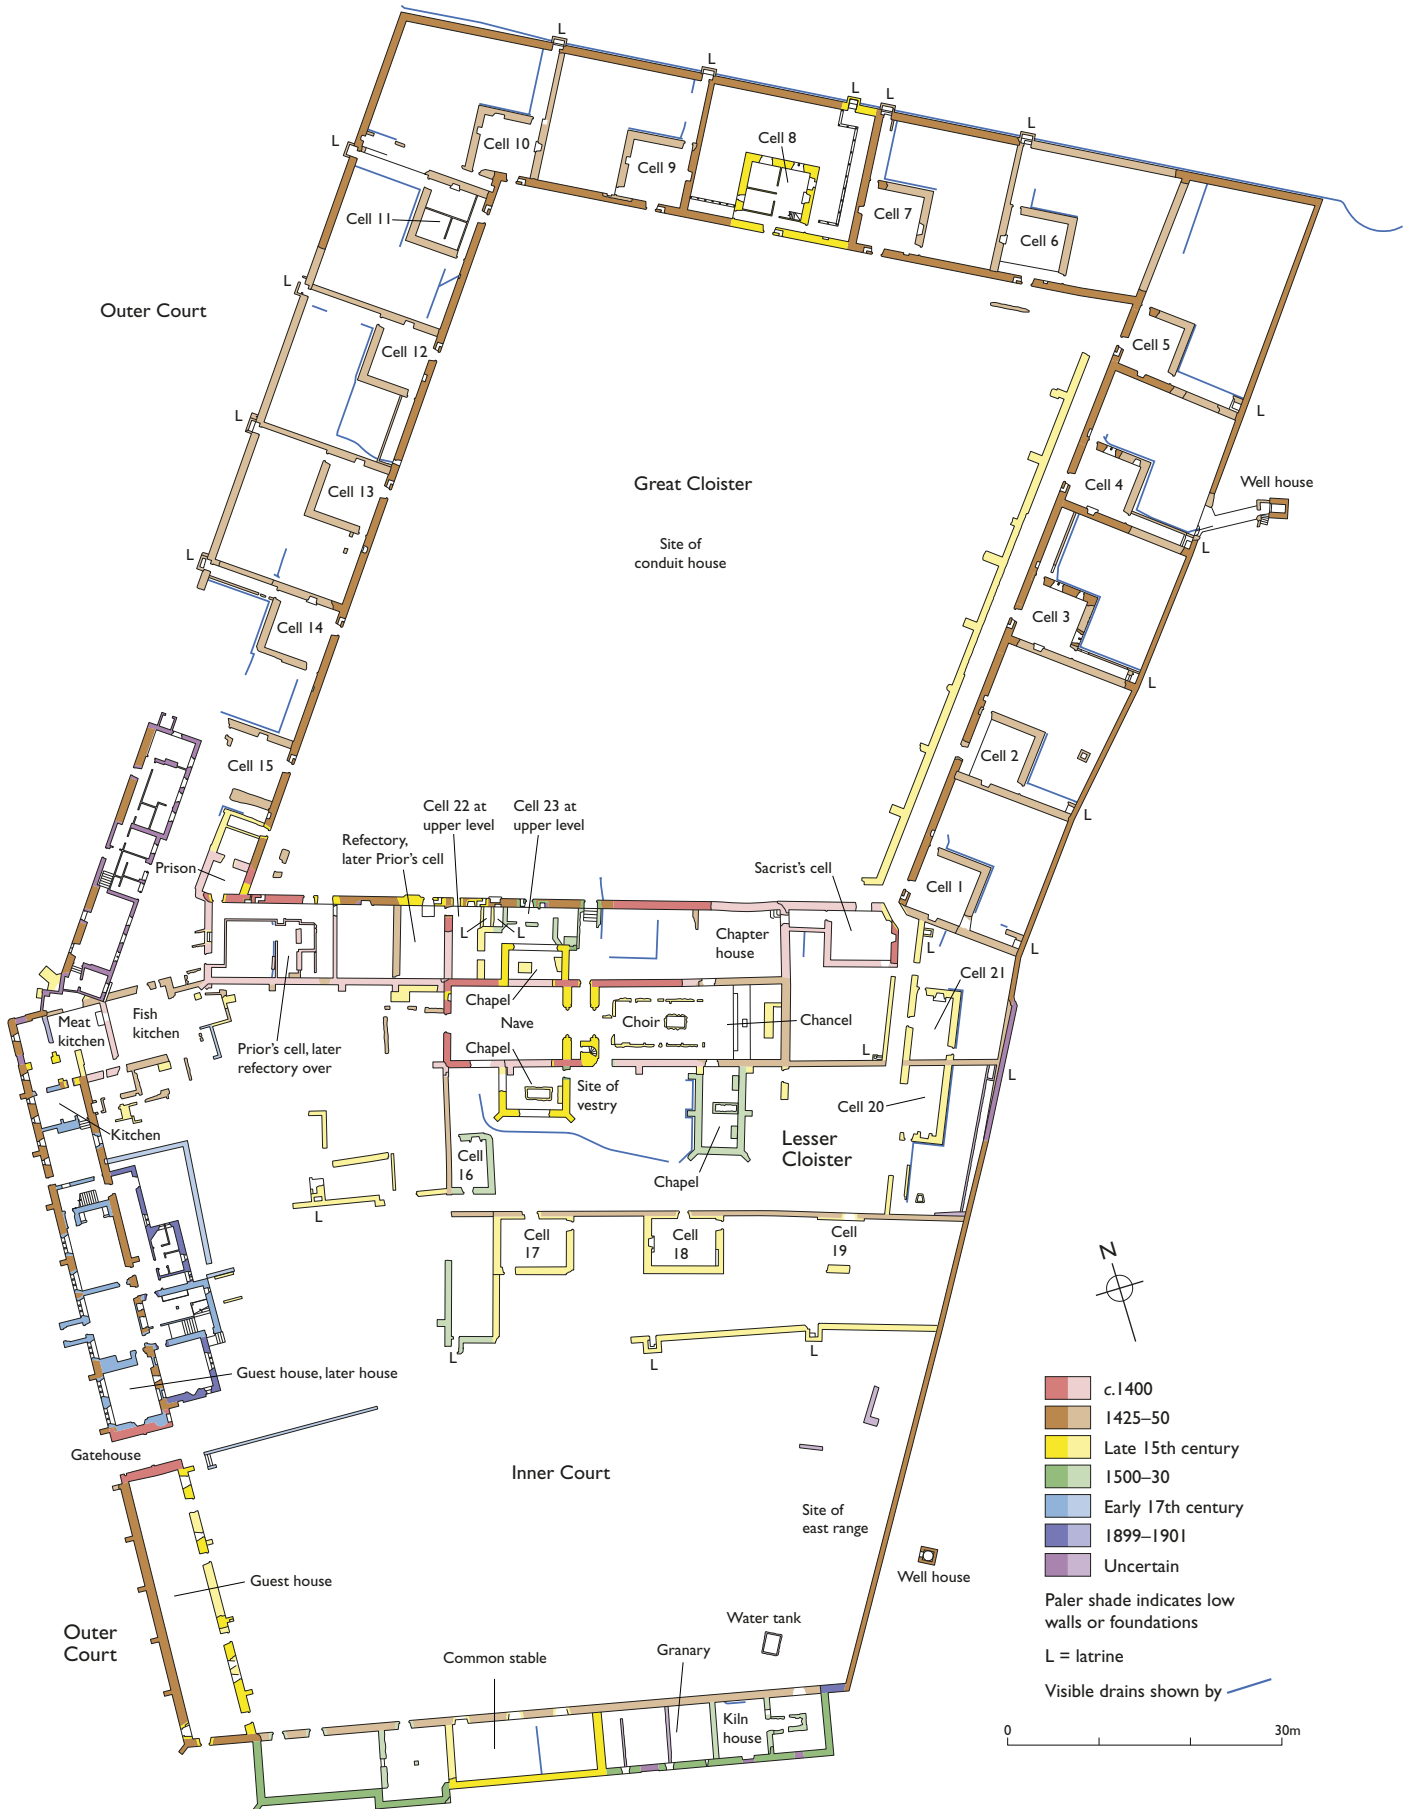 L
L
L
L
L
Cell 10
Cell 9
Cell 8
L
Cell 7
Cell 6
Cell 11
L
Outer Court
Cell 12
Cell 5
L
L
Cell 13
Great Cloister
Cell 4
Well house
Site of
conduit house
L
L
Cell 14
Cell 3
L
Cell 15
Cell 2
L
Cell 22 at
upper level
Cell 23 at
upper level
Refectory,
later Prior's cell
Prison
Sacrist's cell
Cell 1
L
L
Chapter
house
L
L
Cell 21
Chapel
Meat
kitchen
Fish
kitchen
Nave
Choir
Chancel
Prior's cell, later
refectory over
Chapel
L
L
Site of
vestry
Cell 20
Kitchen
Lesser
Cloister
Cell
16
Chapel
L
Cell
17
Cell
18
Cell
19
N
L
L
L
Guest house, later house
Gatehouse
Inner Court
Site of
east range
Well house
Guest house
Outer
Court
Water tank
Common stable
Granary
Kiln
house
c.1400
1425–50
Late 15th century
1500–30
Early 17th century
1899–1901
Uncertain
Paler shade indicates low
walls or foundations
L = latrine
Visible drains shown by
0
30m